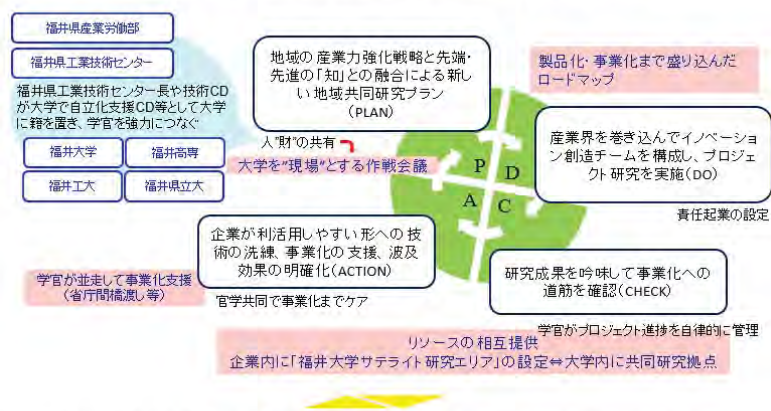 福井県産業労働部
福井県工業技術センター
福井県工業技術センター長や技術CD
が大学で自立化支援CD等として大学
に籍を置き、学官を強力につなぐ
福井大学
福井高専
福井工大
福井県立大
地域の産業力強化戦略と先端・
先進の「知」との融合による新し
い地域共同研究プラン
(PLAN)
人"財"の共有
大学を"現場"とする作戦会議
製品化・事業化まで盛り込んだ
ロードマップ
産業界を巻き込んでイノベーショ
ン創造チームを構成し、プロジェ
クト研究を実施(DO)
責任起業の設定
P
D
A
C
企業が利活用しやすい形への技
術の洗練、事業化の支援、波及
効果の明確化(ACTION)
学官が並走して事業化支援
(省庁間橋渡し等)
官学共同で事業化までケア
研究成果を吟味して事業化への
道筋を確認(CHECK)
学官がプロジェクト進捗を自律的に管理
リソースの相互提供
企業内に「福井大学サテライト研究エリア」の設定⇔大学内に共同研究拠点